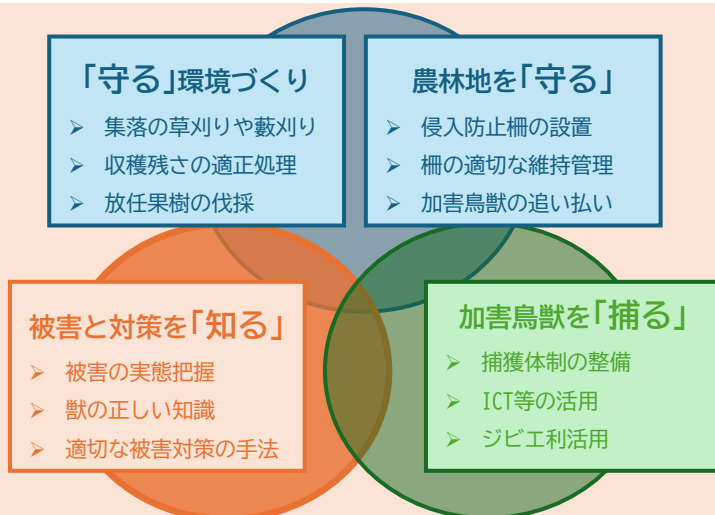 「守る」環境づくり
➢ 集落の草刈りや藪刈り
➢ 収穫残さの適正処理
➢ 放任果樹の伐採
農林地を「守る」
➢ 侵入防止柵の設置
➢ 柵の適切な維持管理
➢ 加害鳥獣の追い払い
被害と対策を「知る」
➢ 被害の実態把握
➢ 獣の正しい知識
➢ 適切な被害対策の手法
加害鳥獣を「捕る」
➢ 捕獲体制の整備
➢ ICT等の活用
➢ ジビエ利活用